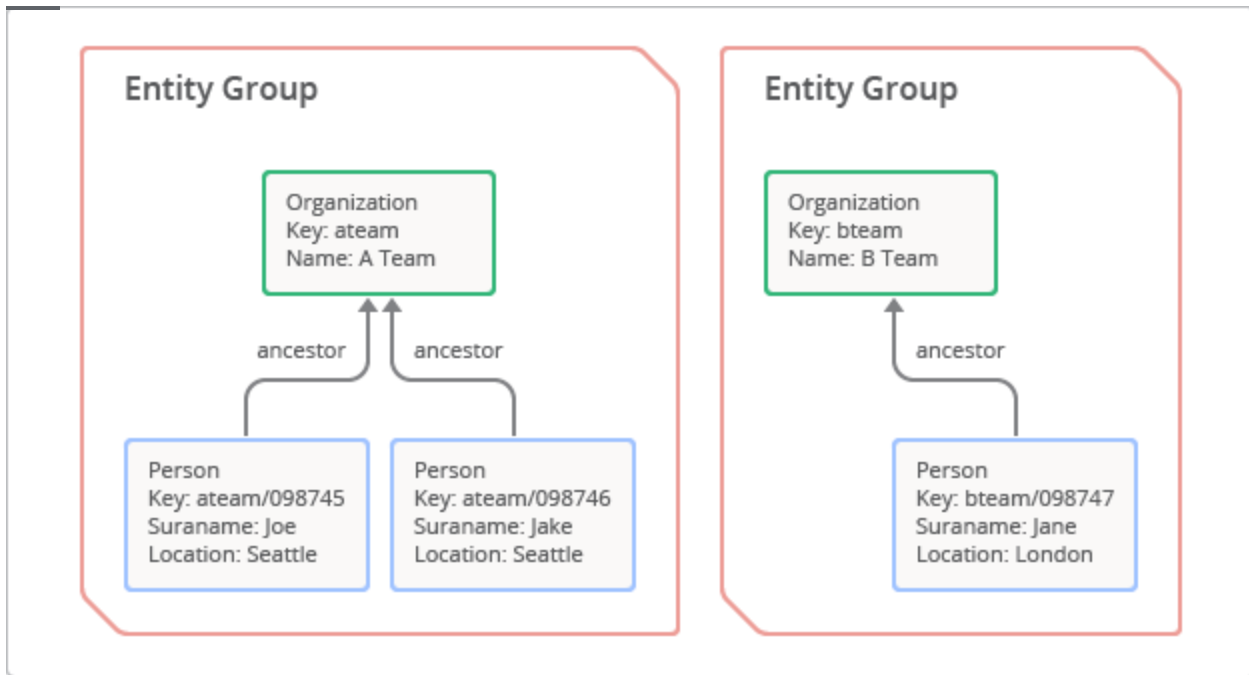 Entity Group
Organization
Key: ateam
Name: A Team
ancestor
ancestor
Person
Key: ateam/098745
Suraname: Joe
Location: Seattle
Person
Key: ateam/098746
Suraname: Jake
Location: Seattle
Entity Group
Organization
Key: bteam
Name: B Team
ancestor
Person
Key: bteam/098747
Suraname: Jane
Location: London